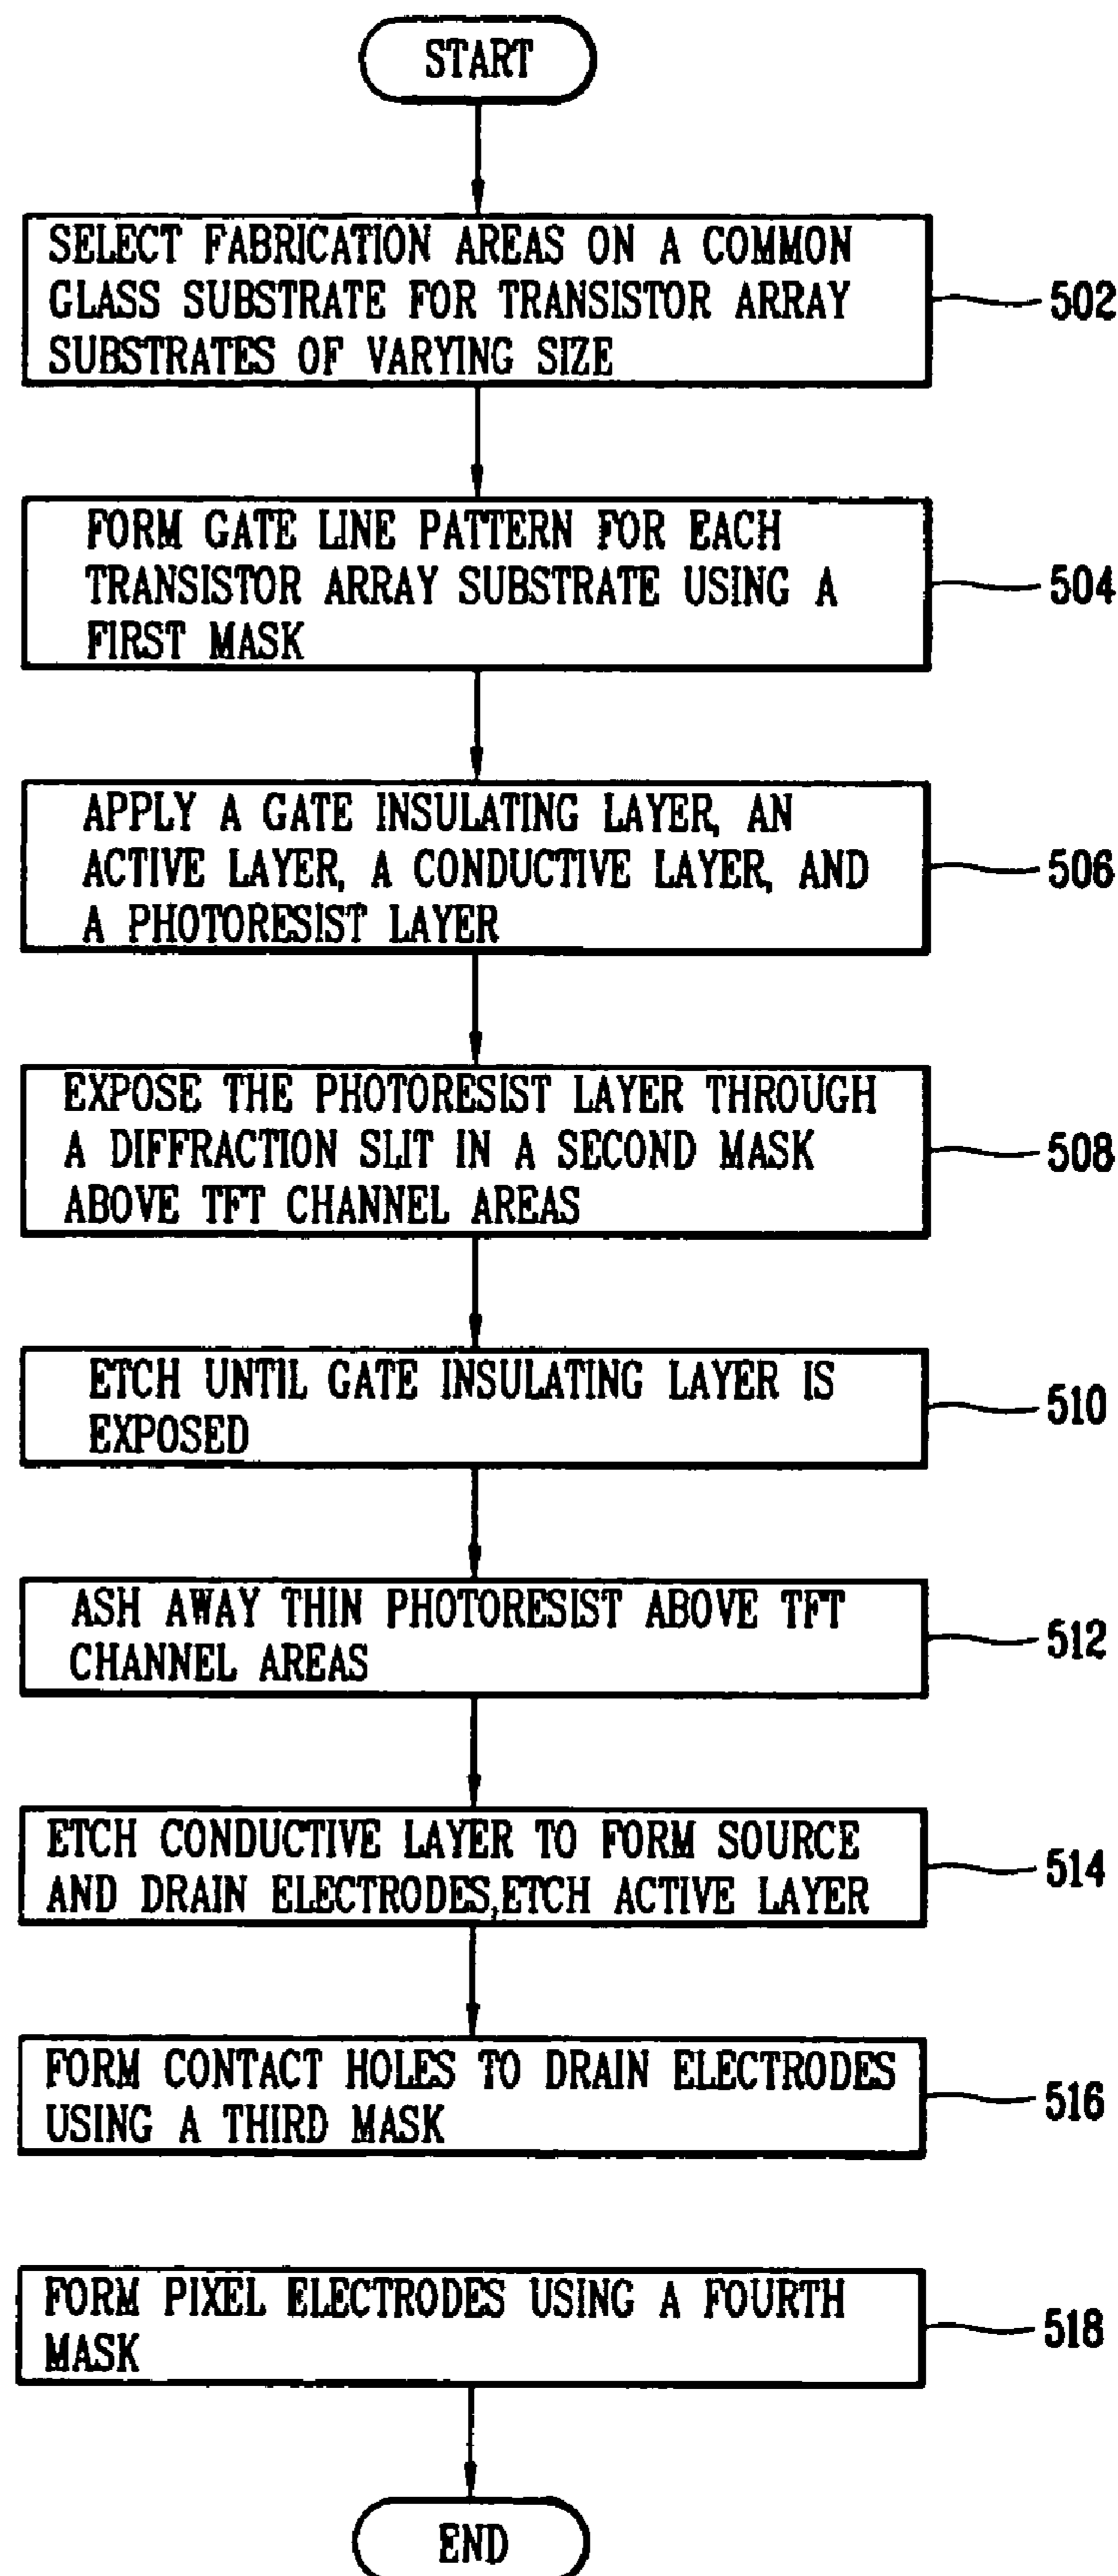 START
SELECT FABRICATION AREAS ON A COMMON
GLASS SUBSTRATE FOR TRANSISTOR ARRAY
SUBSTRATES OF VARYING SIZE
502
FORM GATE LINE PATTERN FOR EACH
TRANSISTOR ARRAY SUBSTRATE USING A
FIRST MASK
504
APPLY A GATE INSULATING LAYER, AN
ACTIVE LAYER, A CONDUCTIVE LAYER, AND
A PHOTORESIST LAYER
506
EXPOSE THE PHOTORESIST LAYER THROUGH
A DIFFRACTION SLIT IN A SECOND MASK
ABOVE TFT CHANNEL AREAS
508
ETCH UNTIL GATE INSULATING LAYER IS
EXPOSED
510
ASH AWAY THIN PHOTORESIST ABOVE TFT
CHANNEL AREAS
512
ETCH CONDUCTIVE LAYER TO FORM SOURCE
AND DRAIN ELECTRODES,ETCH ACTIVE LAYER
514
FORM CONTACT HOLES TO DRAIN ELECTRODES
USING A THIRD MASK
516
FORM PIXEL ELECTRODES USING A FOURTH
MASK
518
END